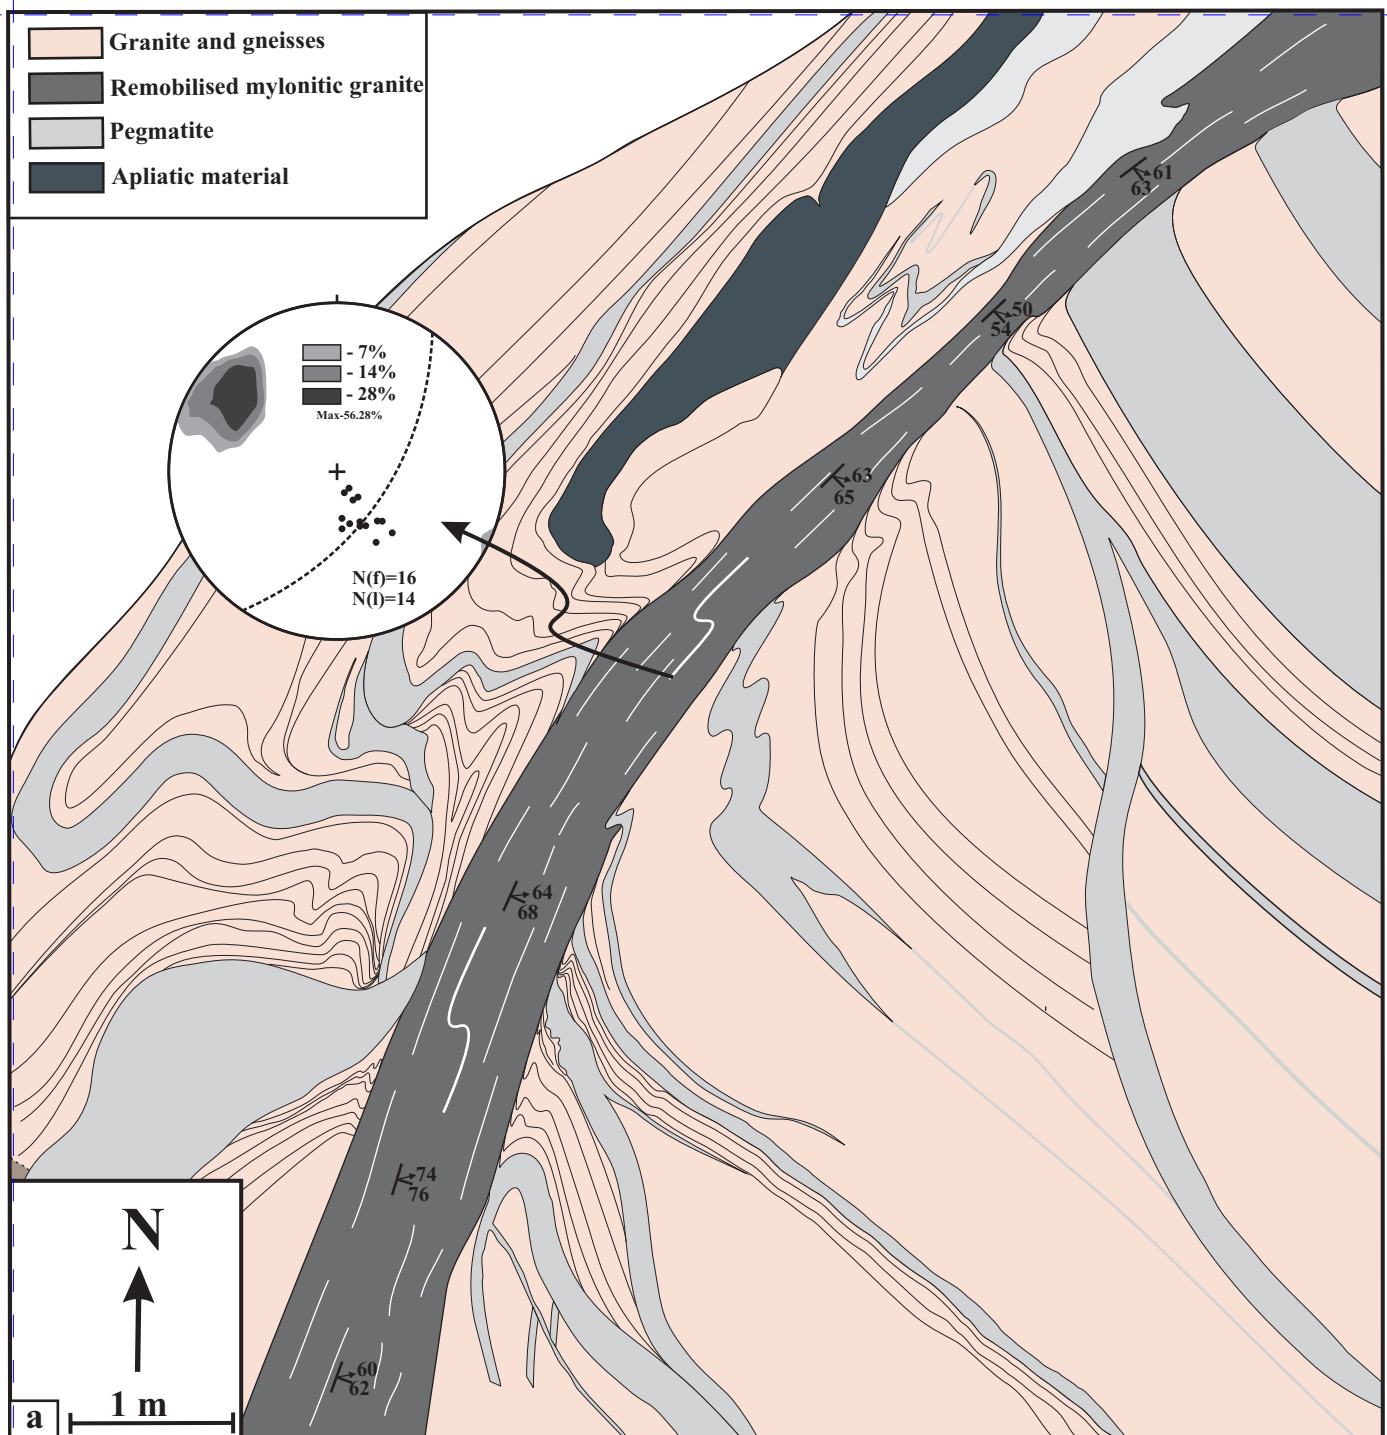 Granite and gneisses
Remobilised mylonitic granite
Pegmatite
Apliatic material
61
63
50
54
- 7%
- 14%
- 28%
Max-56.28%
+
63
65
N(f)=16
N(l)=14
64
68
74
76
N
60
62
1 m
a